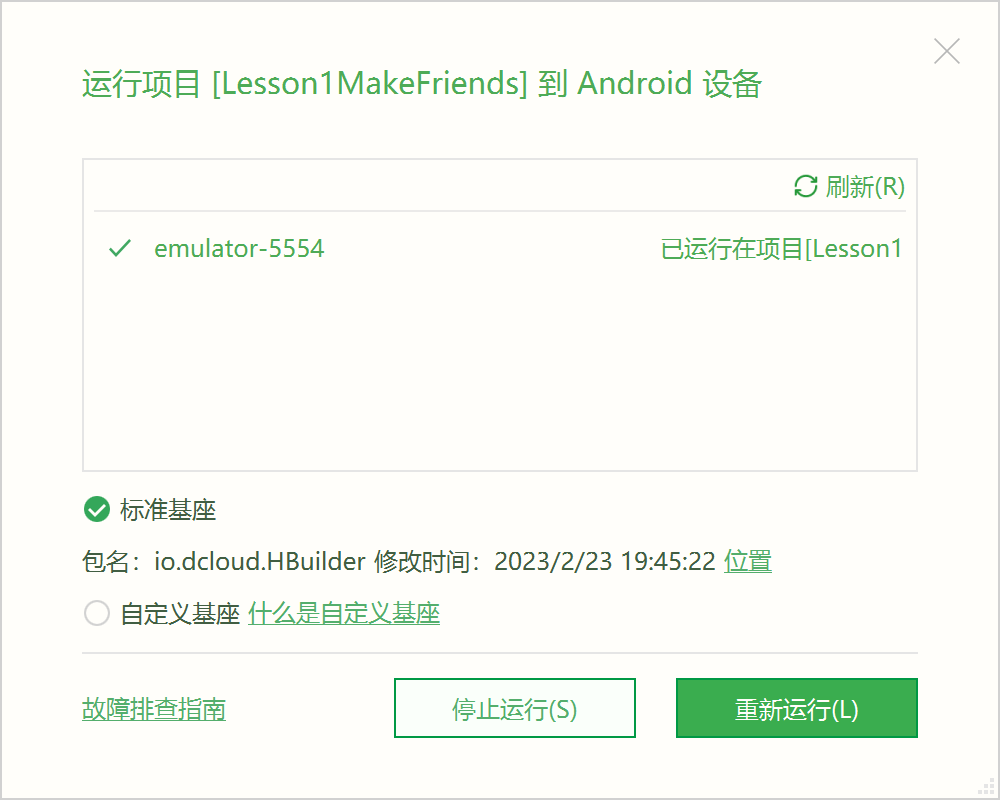 运行项目 [Lesson1MakeFriends] 到 Android 设备
刷新(R)
emulator-5554 已运行在项目[Lesson1
标准基座
包名：io.dcloud.HBuilder 修改时间：2023/2/23 19:45:22 位置
自定义基座 什么是自定义基座
故障排查指南 停止运行(S) 重新运行(L)